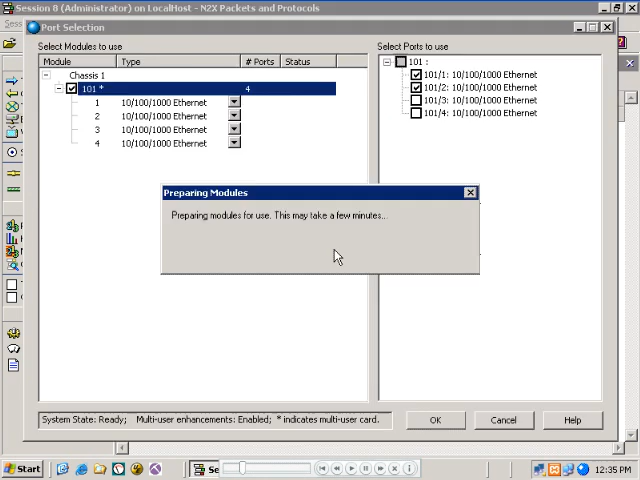 Session 8 (Administrator) on LocalHost - N2X Packets and Protocols
Port Selection
Select Modules to use
Module Type # Ports Status
Chassis 1
101 * 4
1 10/100/1000 Ethernet
2 10/100/1000 Ethernet
3 10/100/1000 Ethernet
4 10/100/1000 Ethernet
Select Ports to use
101 :
101/1: 10/100/1000 Ethernet
101/2: 10/100/1000 Ethernet
101/3: 10/100/1000 Ethernet
101/4: 10/100/1000 Ethernet
Preparing Modules
Preparing modules for use. This may take a few minutes...
System State: Ready; Multi-user enhancements: Enabled; * indicates multi-user card.
OK Cancel Help
Start
Se
12:35 PM